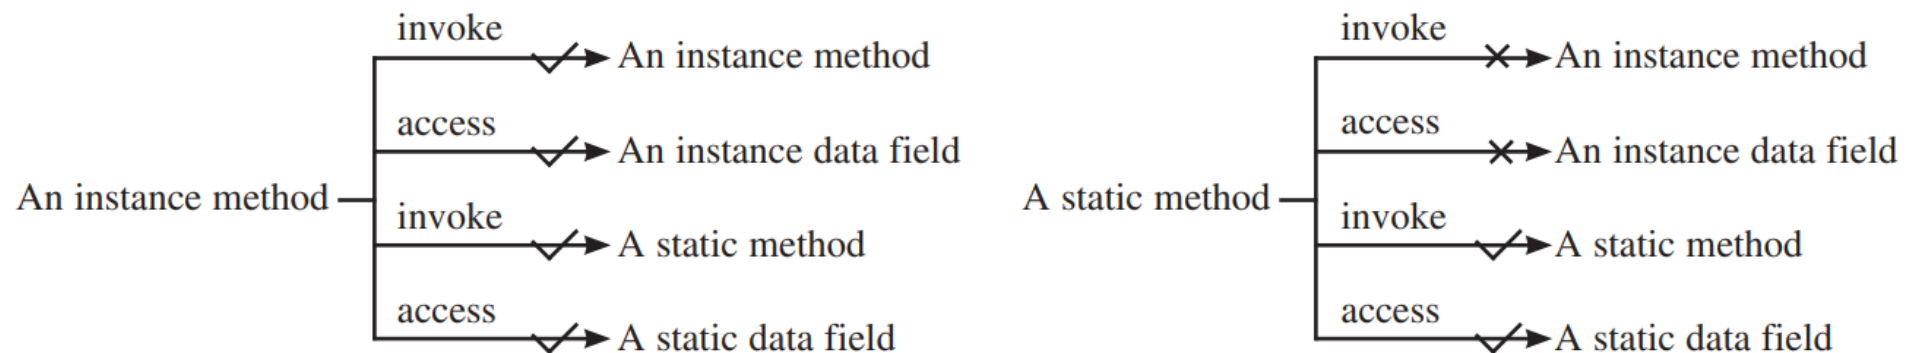 An instance method
invoke
An instance method
access
An instance data field
invoke
A static method
access
A static data field
A static method
invoke
An instance method
access
An instance data field
invoke
A static method
access
A static data field